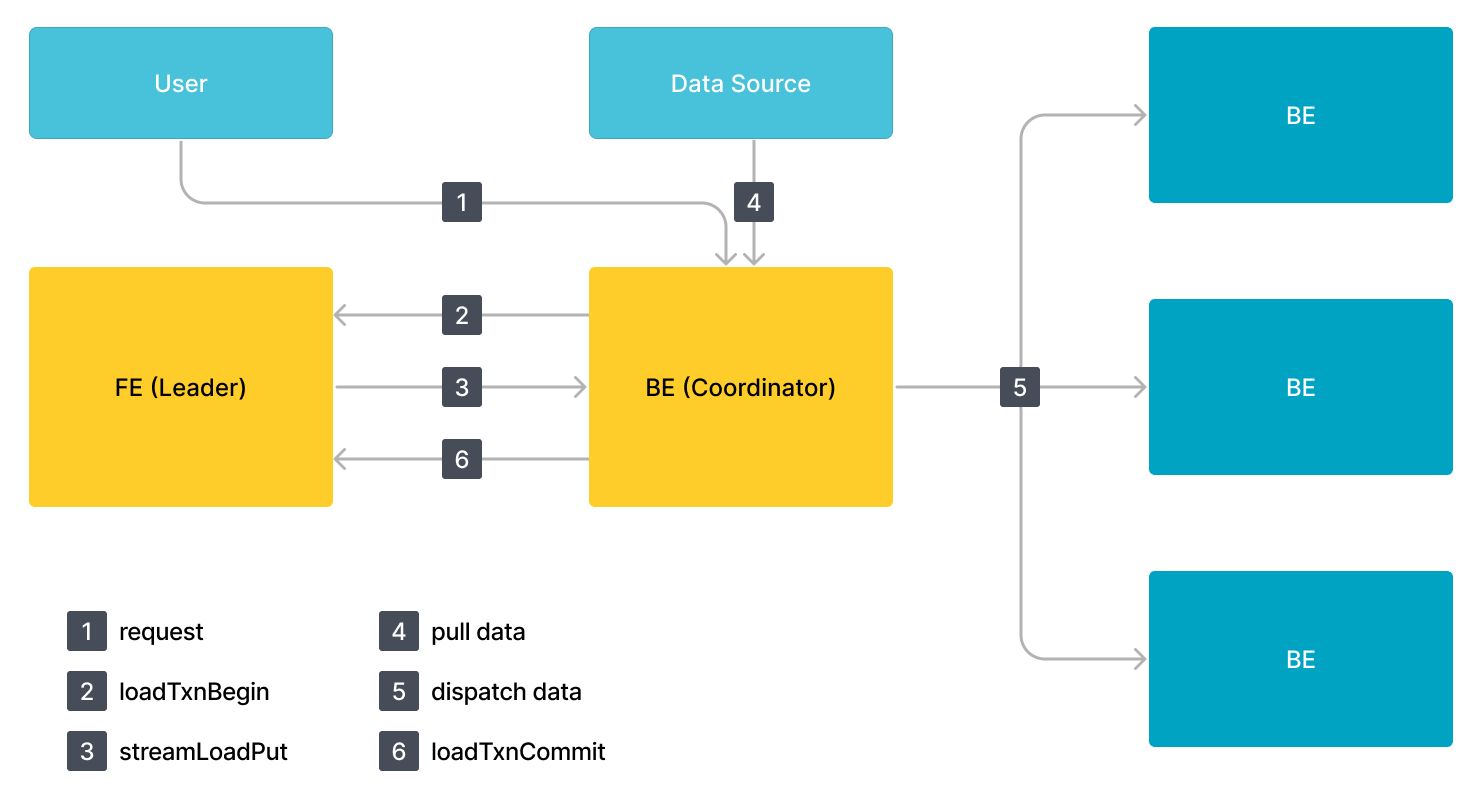 User
Data Source
BE
1
4
2
FE (Leader)
3
BE (Coordinator)
5
BE
6
BE
1 request
4 pull data
2 loadTxnBegin
5 dispatch data
3 streamLoadPut
6 loadTxnCommit